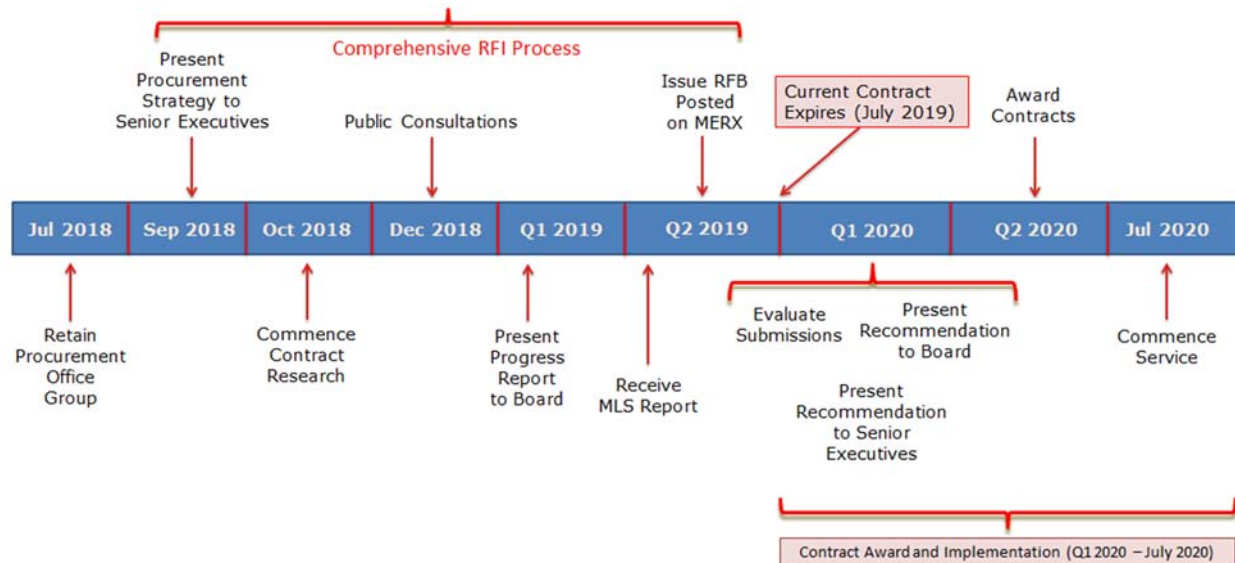 Comprehensive RFI Process
Present
Procurement
Strategy to
Senior Executives
Public Consultations
Issue RFB
Posted
on MERX
Current Contract
Expires (July 2019)
Award
Contracts
Jul 2018
Sep 2018
Oct 2018
Dec 2018
Q1 2019
Q2 2019
Q1 2020
Q2 2020
Jul 2020
Retain
Procurement
Office
Group
Commence
Contract
Research
Present
Progress
Report
to Board
Receive
MLS Report
Evaluate
Submissions
Present
Recommendation
to Board
Present
Recommendation
to Senior
Executives
Commence
Service
Contract Award and Implementation (Q1 2020 – July 2020)